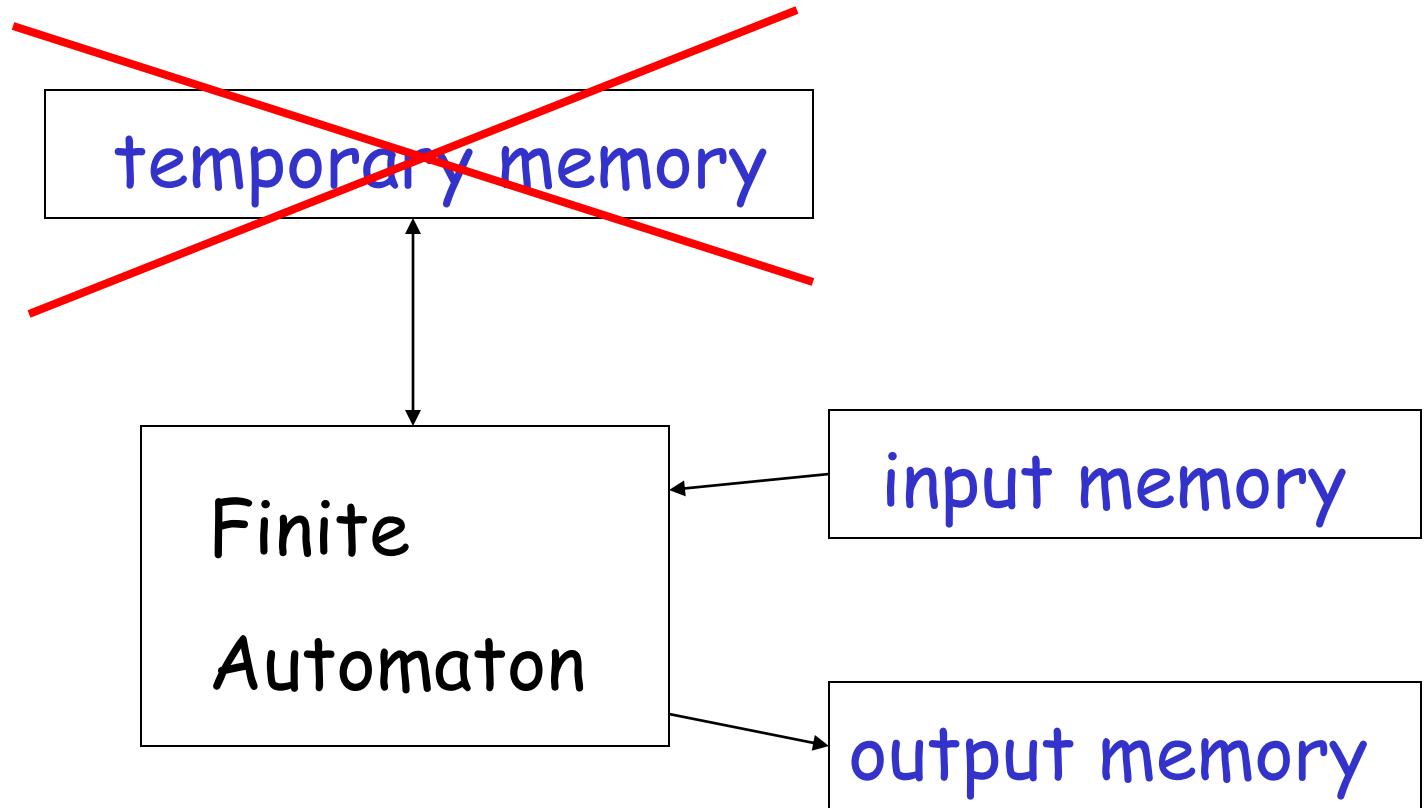 temporary memory
input memory
Finite
Automaton
output memory